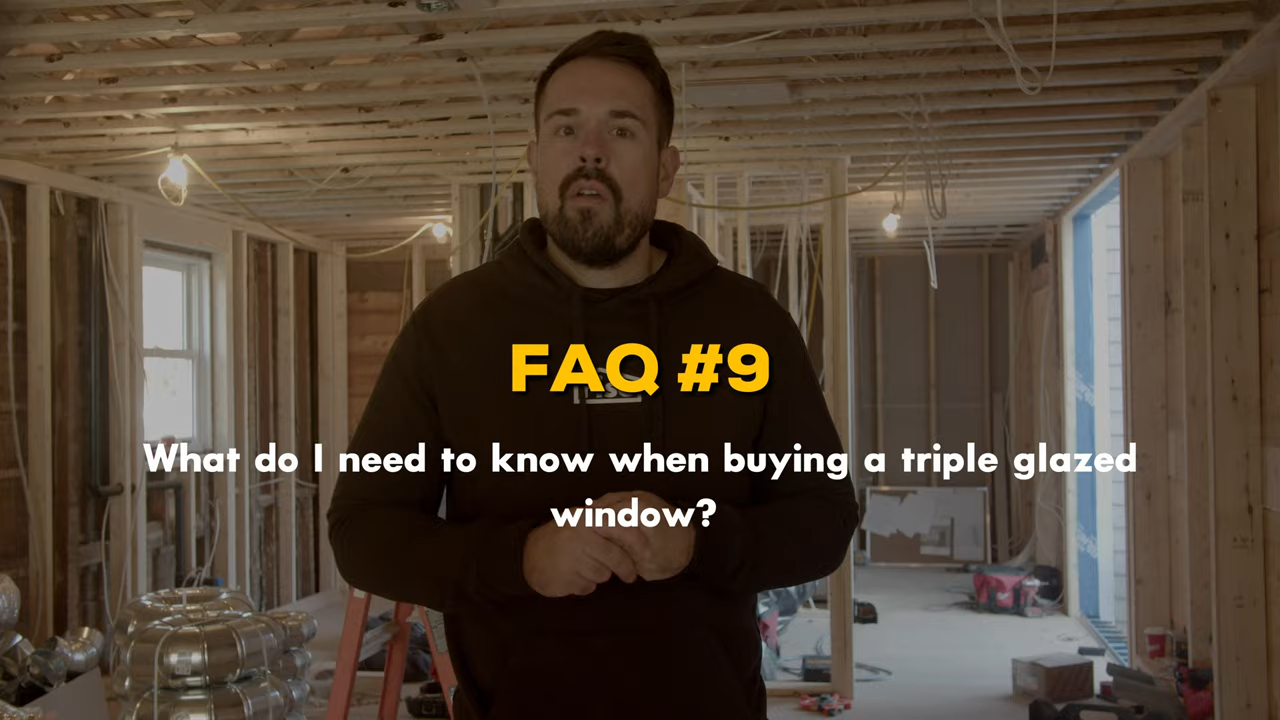 FAQ #9
What do I need to know when buying a triple glazed
window?